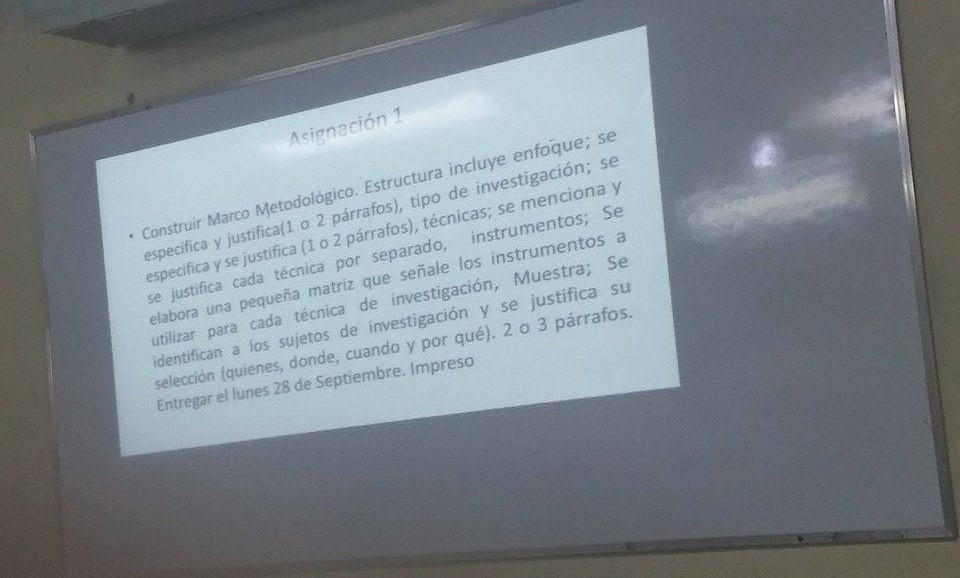 Asignación 1
• Construir Marco Metodológico. Estructura incluye enfoque; se
especifica y justifica(1 o 2 párrafos), tipo de investigación; se
especifica y se justifica (1 o 2 párrafos), técnicas; se menciona y
se justifica cada técnica por separado, instrumentos; Se
elabora una pequeña matriz que señale los instrumentos a
utilizar para cada técnica de investigación, Muestra; Se
identifican a los sujetos de investigación y se justifica su
selección (quienes, donde, cuando y por qué). 2 o 3 párrafos.
Entregar el lunes 28 de Septiembre. Impreso